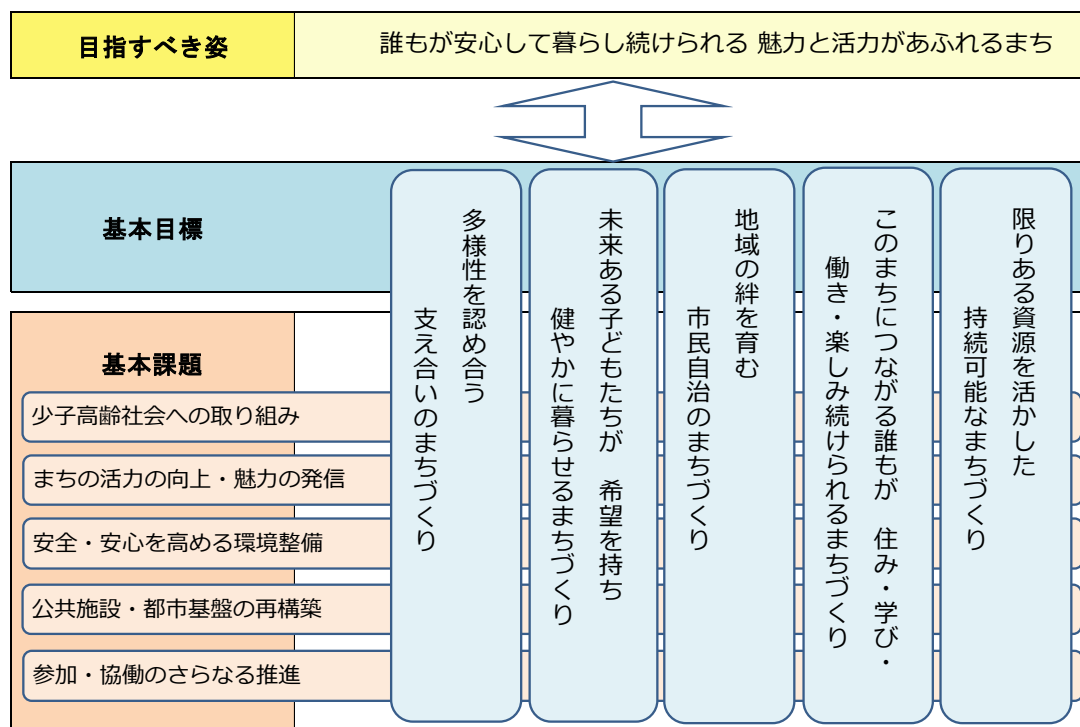 目指すべき姿
誰もが安心して暮らし続けられる 魅力と活力があふれるまち
基本目標
多様性を認め合う
支え合いのまちづくり
未来ある子どもたちが 希望を持ち
健やかに暮らせるまちづくり
地域の絆を育む
市民自治のまちづくり
このまちにつながる誰もが 住み・学び・
働き・楽しみ続けられるまちづくり
限りある資源を活かした
持続可能なまちづくり
基本課題
少子高齢社会への取り組み
まちの活力の向上・魅力の発信
安全・安心を高める環境整備
公共施設・都市基盤の再構築
参加・協働のさらなる推進